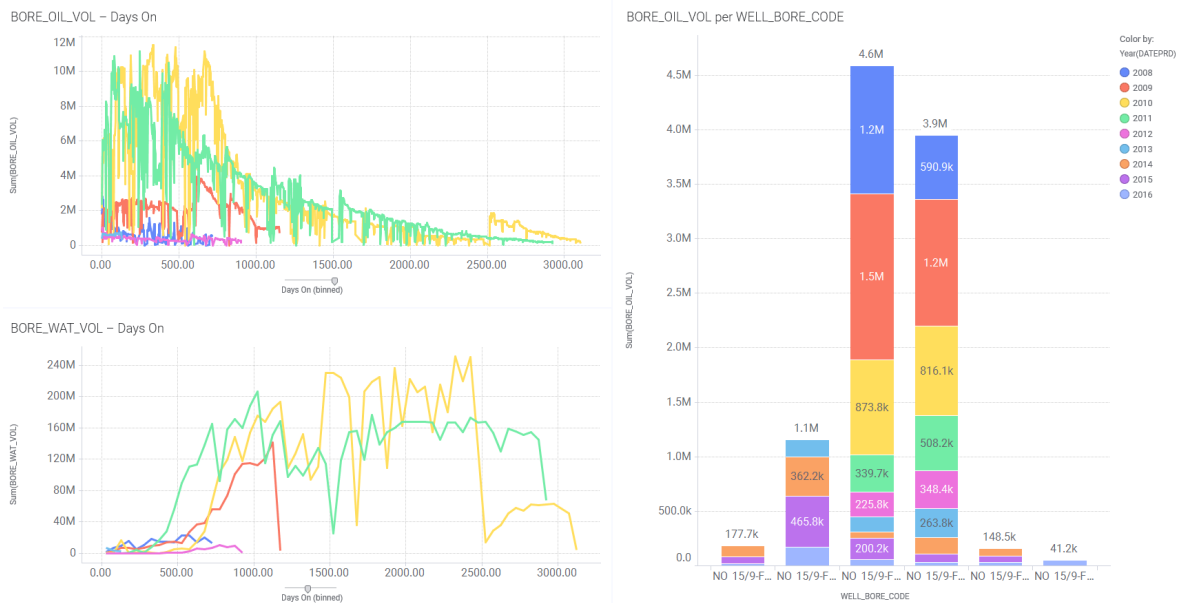 BORE_OIL_VOL – Days On
12M
10M
8M
6M
4M
2M
0
Sum(BORE_OIL_VOL)
0.00 500.00 1000.00 1500.00 2000.00 2500.00 3000.00
Days On (binned)
BORE_WAT_VOL – Days On
240M
200M
160M
120M
80M
40M
0
Sum(BORE_WAT_VOL)
0.00 500.00 1000.00 1500.00 2000.00 2500.00 3000.00
Days On (binned)
BORE_OIL_VOL per WELL_BORE_CODE
4.5M
4.0M
3.5M
3.0M
2.5M
2.0M
1.5M
1.0M
500.0k
0.0
Sum(BORE_OIL_VOL)
177.7k
1.1M
362.2k
465.8k
4.6M
1.2M
1.5M
873.8k
339.7k
225.8k
200.2k
3.9M
590.9k
1.2M
816.1k
508.2k
348.4k
263.8k
148.5k
41.2k
NO 15/9-F... NO 15/9-F... NO 15/9-F... NO 15/9-F... NO 15/9-F... NO 15/9-F...
WELL_BORE_CODE
Color by:
Year(DATEPRD)
2008
2009
2010
2011
2012
2013
2014
2015
2016